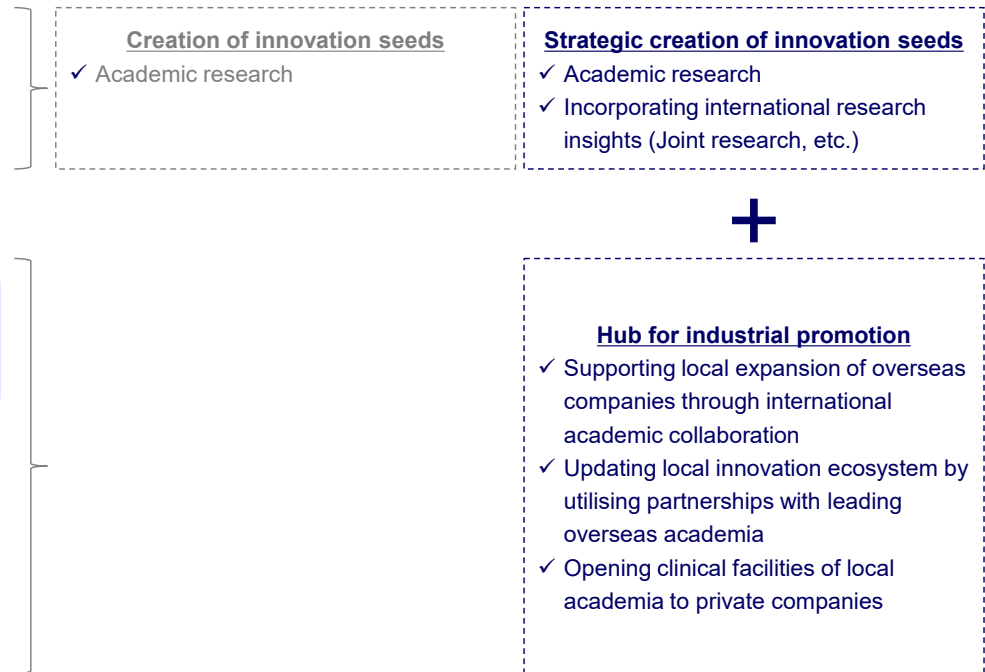 Creation of innovation seeds
✓ Academic research
Strategic creation of innovation seeds
✓ Academic research
✓ Incorporating international research
insights (Joint research, etc.)
+
Hub for industrial promotion
✓ Supporting local expansion of overseas
companies through international
academic collaboration
✓ Updating local innovation ecosystem by
utilising partnerships with leading
overseas academia
✓ Opening clinical facilities of local
academia to private companies